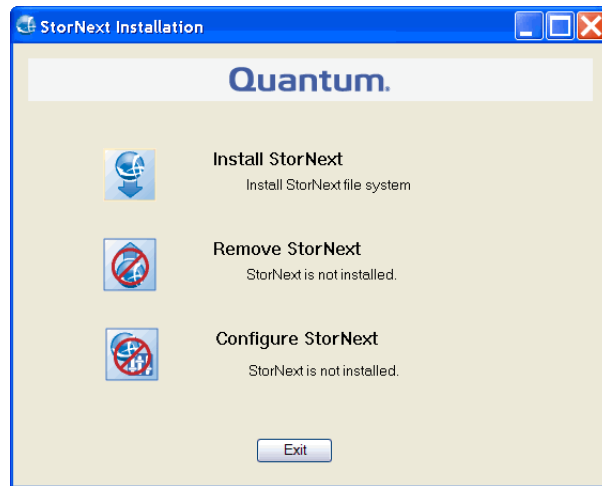 StorNext Installation
Quantum.
Install StorNext
Install StorNext file system
Remove StorNext
StorNext is not installed.
Configure StorNext
StorNext is not installed.
Exit